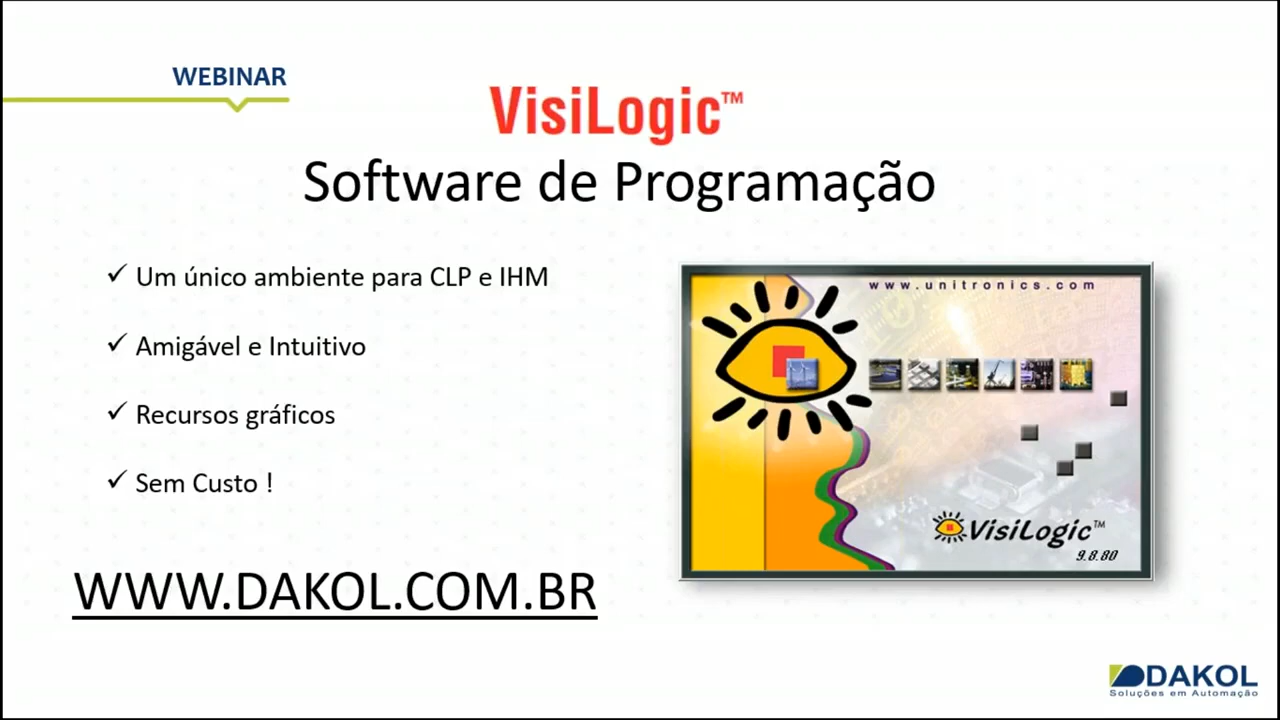 WEBINAR
VisiLogic™
Software de Programação
✓ Um único ambiente para CLP e IHM
✓ Amigável e Intuitivo
✓ Recursos gráficos
✓ Sem Custo !
WWW.DAKOL.COM.BR
www.unitronics.com
VisiLogic™
9.8.80
DAKOL
Soluções em Automação